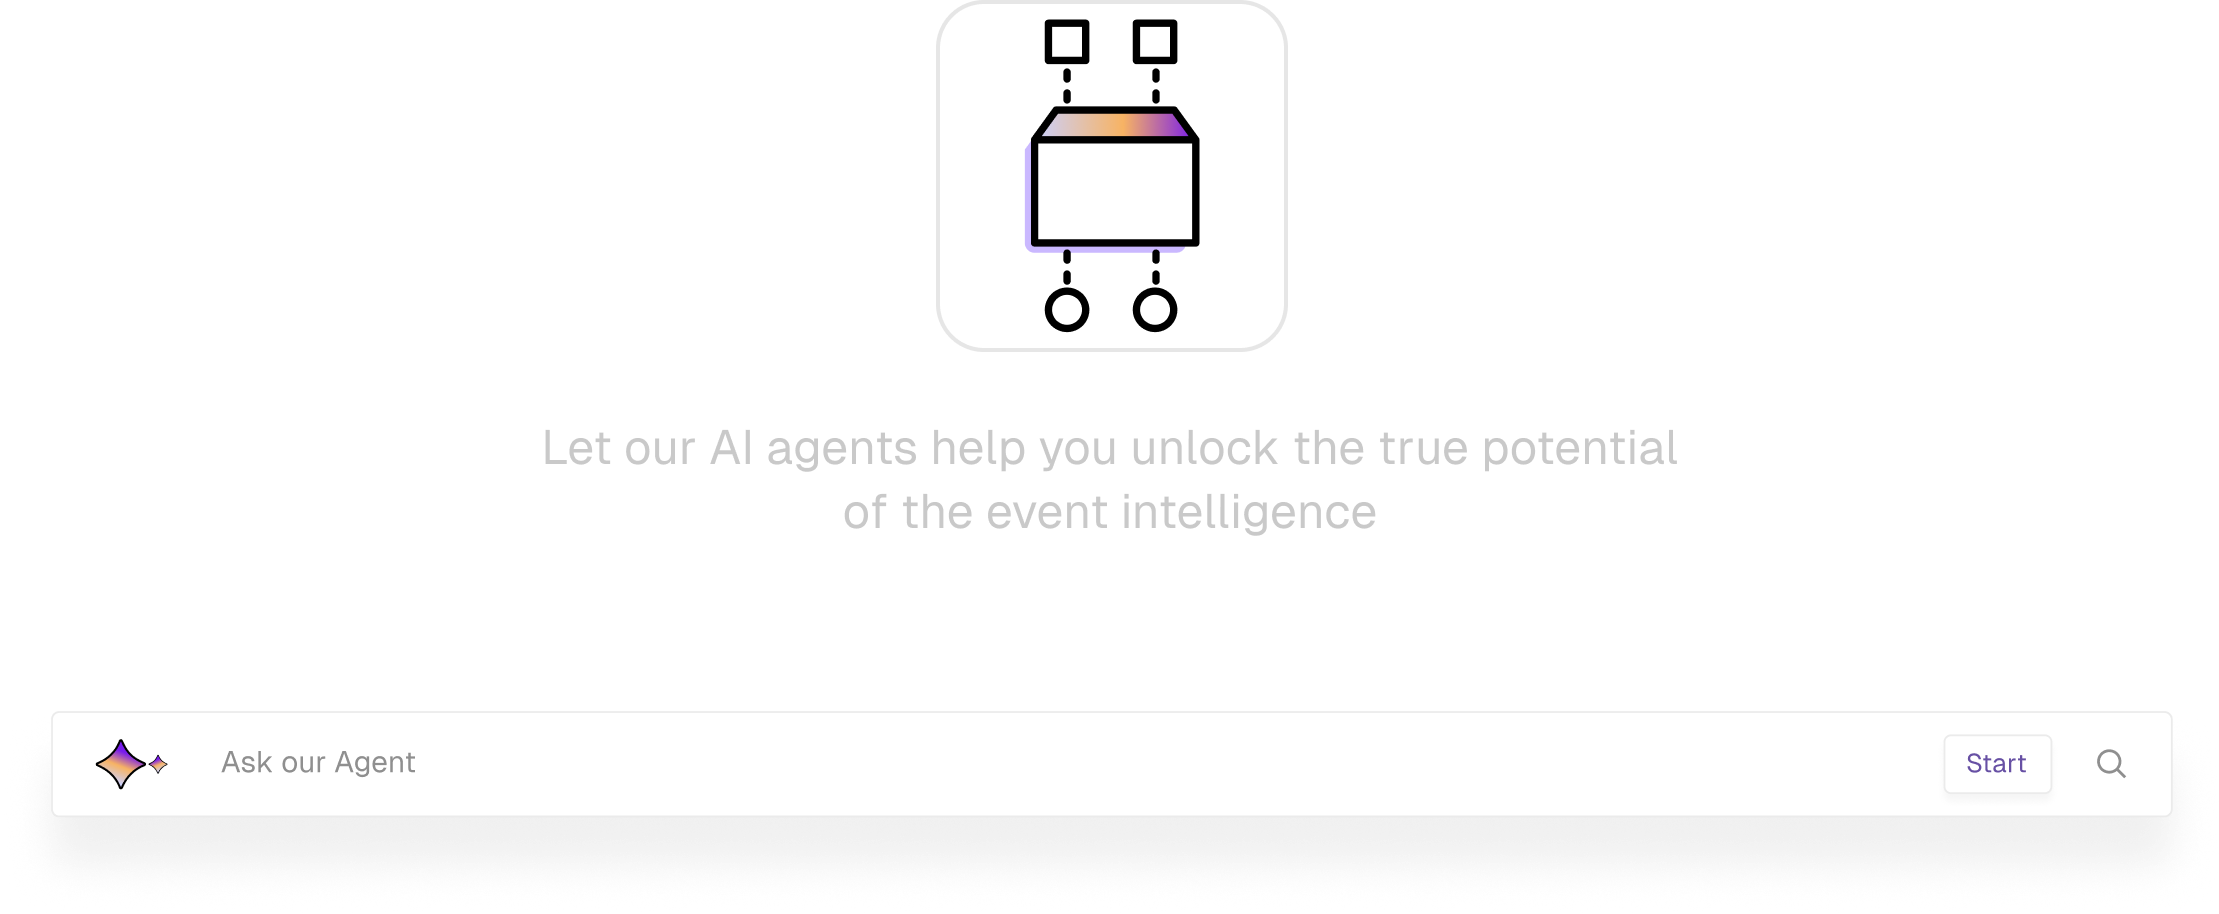 Let our AI agents help you unlock the true potential
of the event intelligence
Ask our Agent
Start